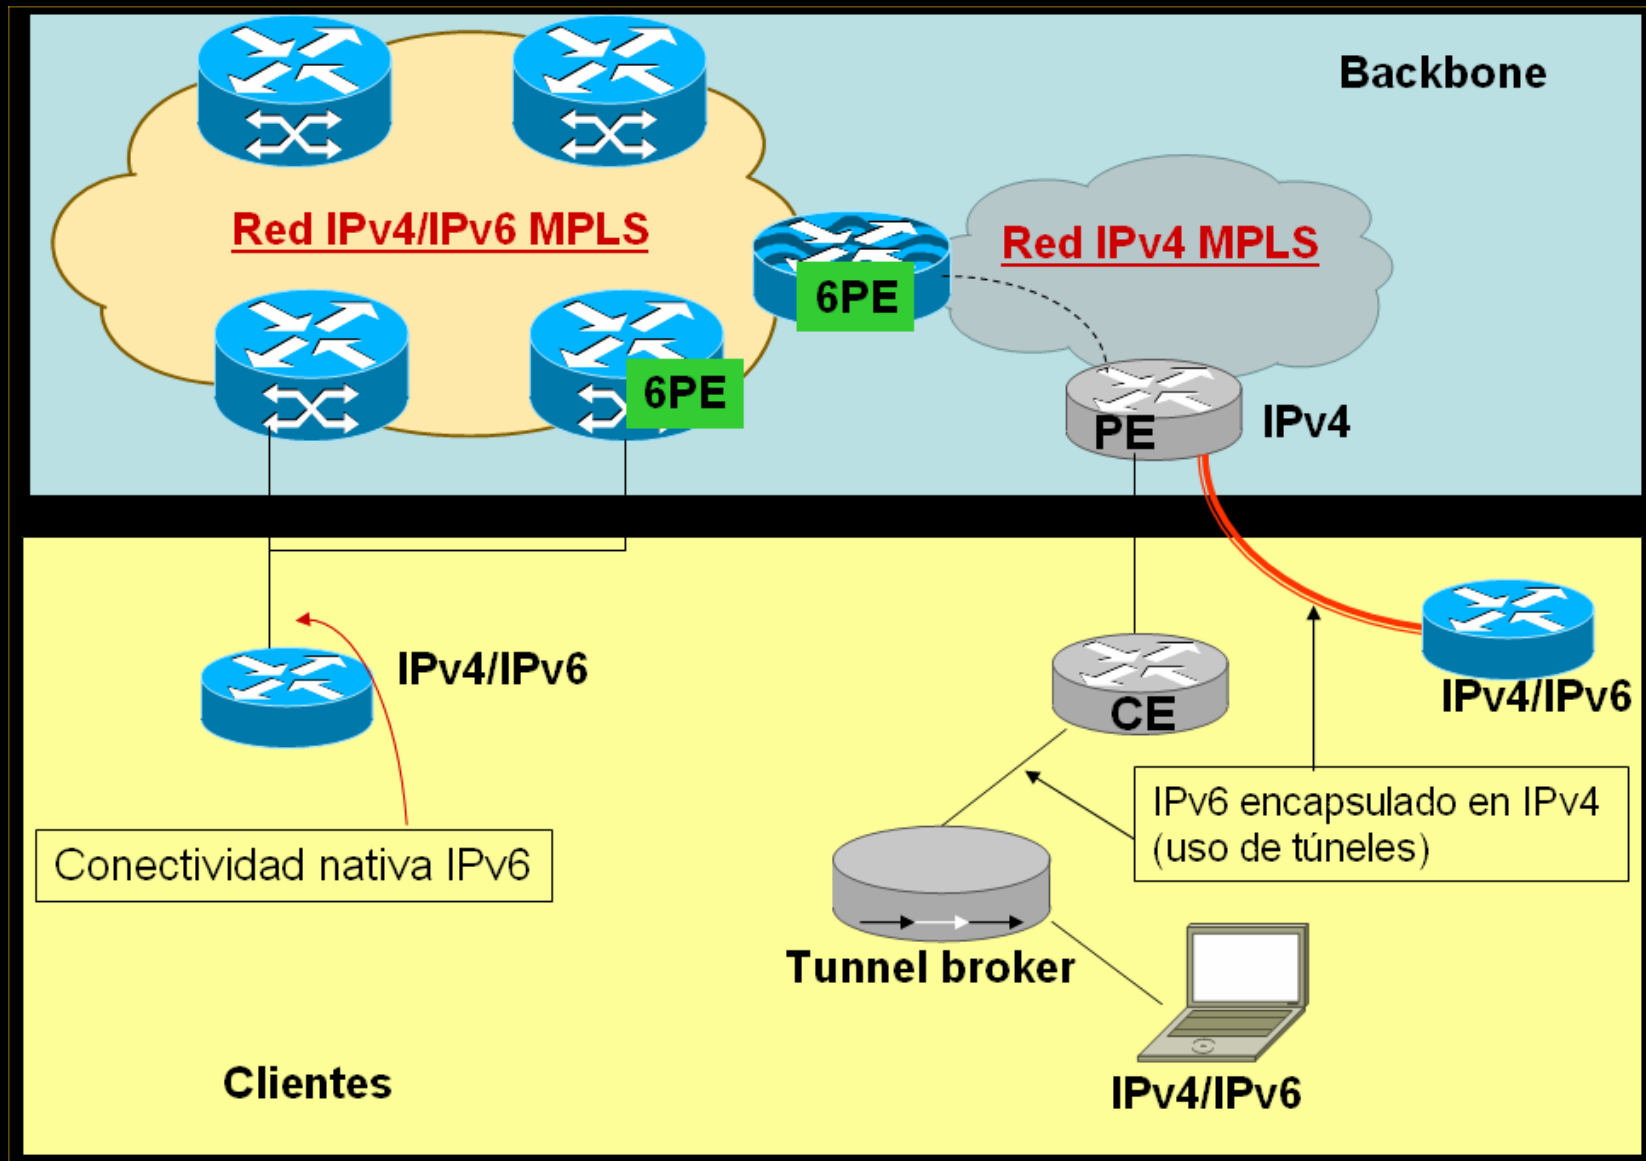 Backbone
Red IPv4/IPv6 MPLS
Red IPv4 MPLS
6PE
6PE
PE
IPv4
IPv4/IPv6
CE
IPv4/IPv6
IPv6 encapsulado en IPv4
(uso de túneles)
Conectividad nativa IPv6
Tunnel broker
Clientes
IPv4/IPv6